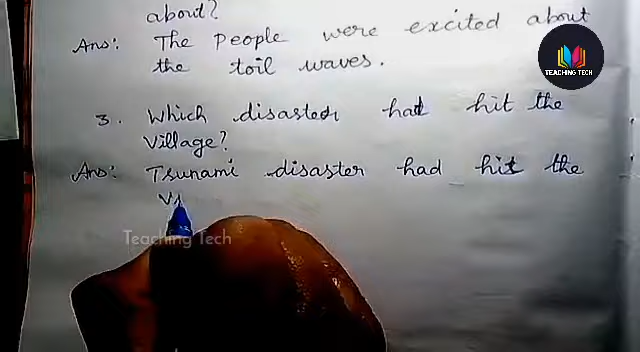 about?
Ans: The People were excited about
the toil waves.
TEACHING TECH
3. Which disaster had hit the
Village?
Ans: Tsunami disaster had hit the
Vi
Teaching Tech